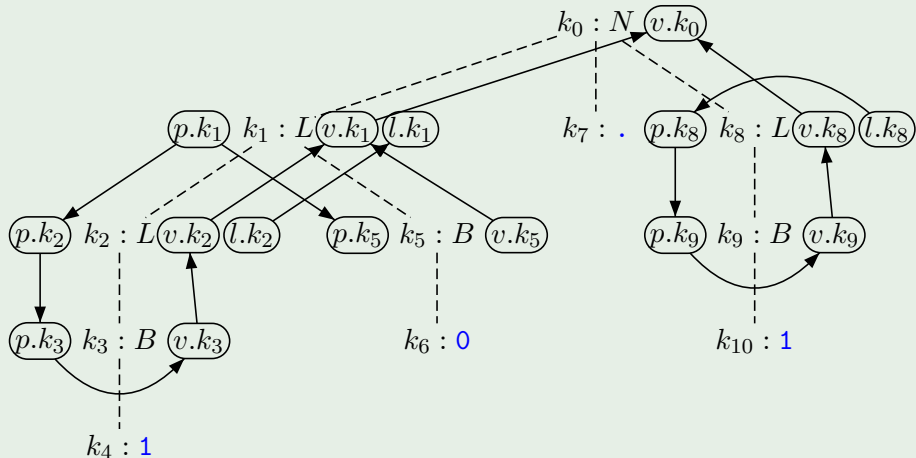 k₀ : N v.k₀
p.k₁ k₁ : L v.k₁ l.k₁ k₇ : . p.k₈ k₈ : L v.k₈ l.k₈
p.k₂ k₂ : L v.k₂ l.k₂ p.k₅ k₅ : B v.k₅ p.k₉ k₉ : B v.k₉
p.k₃ k₃ : B v.k₃ k₆ : 0 k₁₀ : 1
k₄ : 1